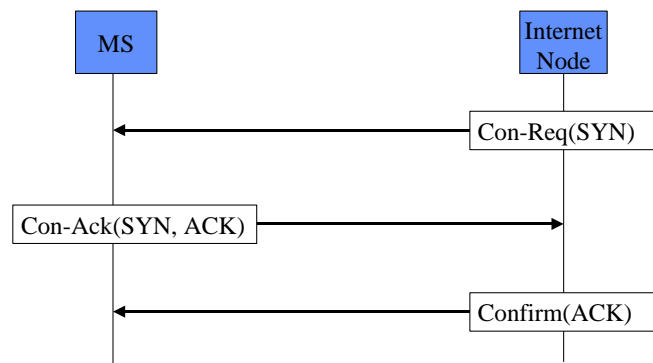 MS
Internet
Node
Con-Req(SYN)
Con-Ack(SYN, ACK)
Confirm(ACK)